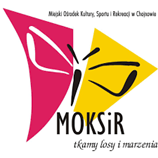 Miejski Ośrodek Kultury, Sportu i Rekreacji w Chojnowie
MOKSiR
tkamy losy i marzenia